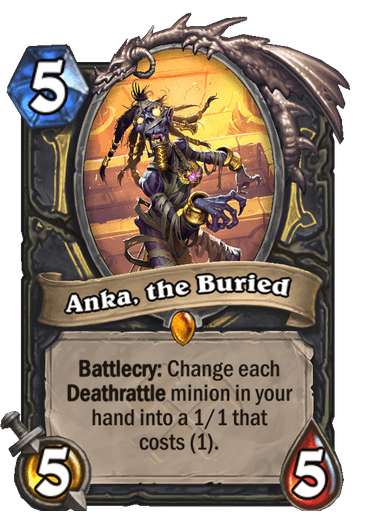 5
Anka, the Buried
Battlecry: Change each
Deathrattle minion in your
hand into a 1/1 that
costs (1).
5
5